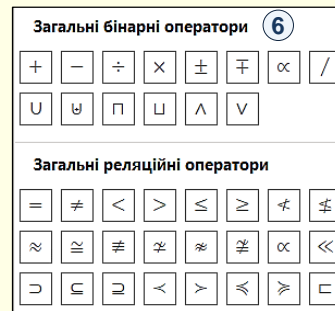 Загальні бінарні оператори 6
+ − ÷ × ± ∓ ∝ /
∪ ⊎ ⊓ ⊔ ∧ ∨
Загальні реляційні оператори
= ≠ < > ≤ ≥ ≮ ≰
≈ ≅ ≢ ≄ ≉ ≇ ∝ ≪
⊃ ⊆ ⊇ ≺ ≻ ≼ ≽ ⊏